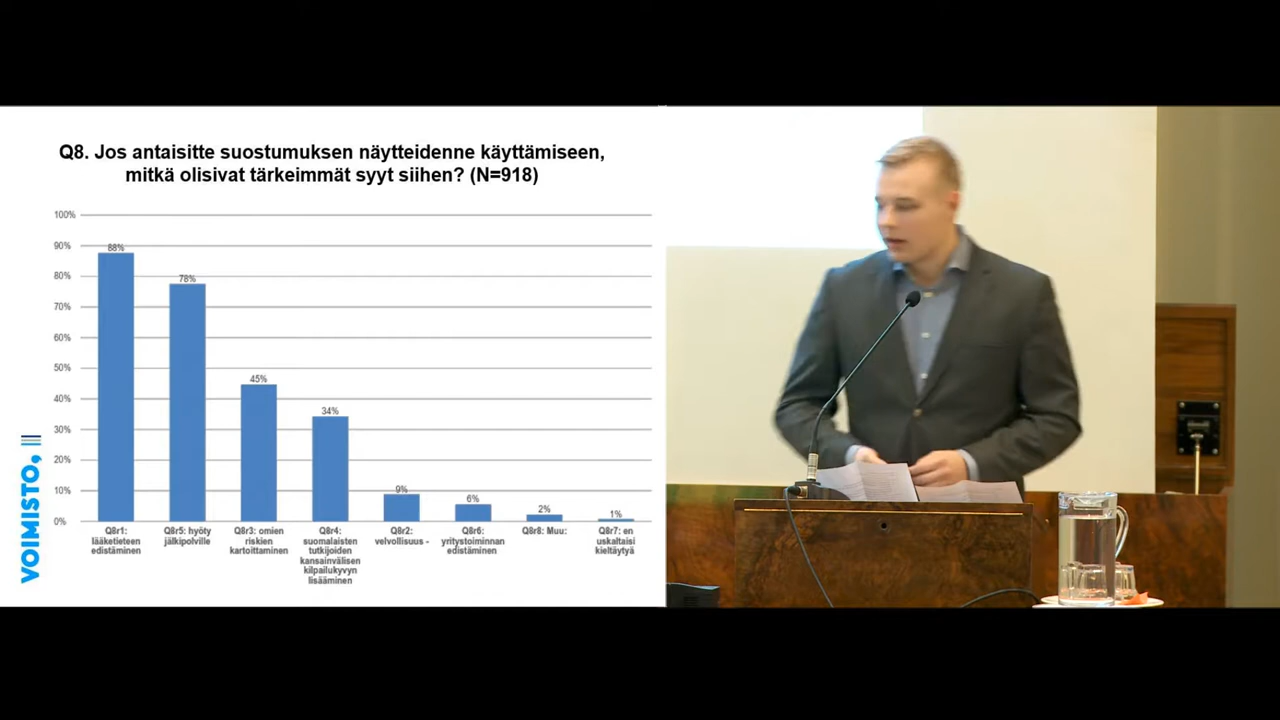 Q8. Jos antaisitte suostumuksen näytteidenne käyttämiseen,
mitkä olisivat tärkeimmät syyt siihen? (N=918)
100%
90%
80%
70%
60%
50%
40%
30%
20%
10%
0%
88%
78%
45%
34%
9%
6%
2%
1%
Q8r1:
lääketieteen
edistäminen
Q8r5: hyöty
jälkipolville
Q8r3: omien
riskien
kartoittaminen
Q8r4:
suomalaisten
tutkijoiden
kansainvälisen
kilpailukyvyn
lisääminen
Q8r2:
velvollisuus -
Q8r6:
yritystoiminnan
edistäminen
Q8r8: Muu:
Q8r7: en
uskaltaisi
kieltäytyä
VOIMISTO,